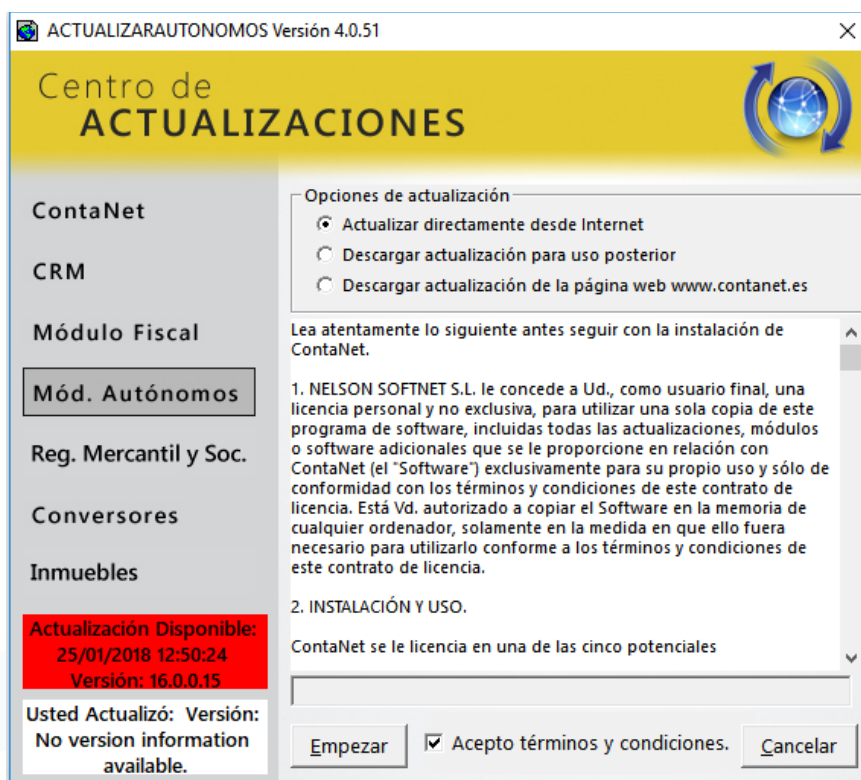 ACTUALIZARAUTONOMOS Versión 4.0.51
Centro de
ACTUALIZACIONES
ContaNet
CRM
Módulo Fiscal
Mód. Autónomos
Reg. Mercantil y Soc.
Conversores
Inmuebles
Actualización Disponible:
25/01/2018 12:50:24
Versión: 16.0.0.15
Usted Actualizó: Versión:
No version information
available.
Opciones de actualización
Actualizar directamente desde Internet
Descargar actualización para uso posterior
Descargar actualización de la página web www.contanet.es
Lea atentamente lo siguiente antes seguir con la instalación de
ContaNet.
1. NELSON SOFTNET S.L. le concede a Ud., como usuario final, una
licencia personal y no exclusiva, para utilizar una sola copia de este
programa de software, incluidas todas las actualizaciones, módulos
o software adicionales que se le proporcione en relación con
ContaNet (el "Software") exclusivamente para su propio uso y sólo de
conformidad con los términos y condiciones de este contrato de
licencia. Está Vd. autorizado a copiar el Software en la memoria de
cualquier ordenador, solamente en la medida en que ello fuera
necesario para utilizarlo conforme a los términos y condiciones de
este contrato de licencia.
2. INSTALACIÓN Y USO.
ContaNet se le licencia en una de las cinco potenciales
Empezar
Acepto términos y condiciones.
Cancelar